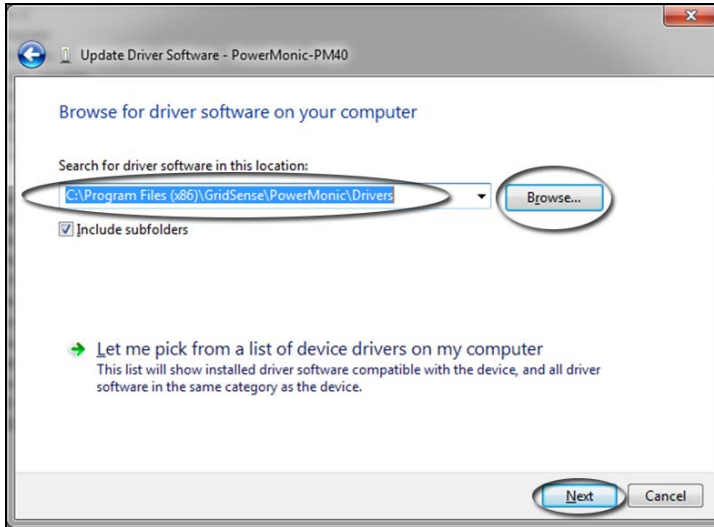 Update Driver Software - PowerMonic-PM40
Browse for driver software on your computer
Search for driver software in this location:
C:\Program Files (x86)\GridSense\PowerMonic\Drivers
Browse...
Include subfolders
Let me pick from a list of device drivers on my computer
This list will show installed driver software compatible with the device, and all driver
software in the same category as the device.
Next
Cancel